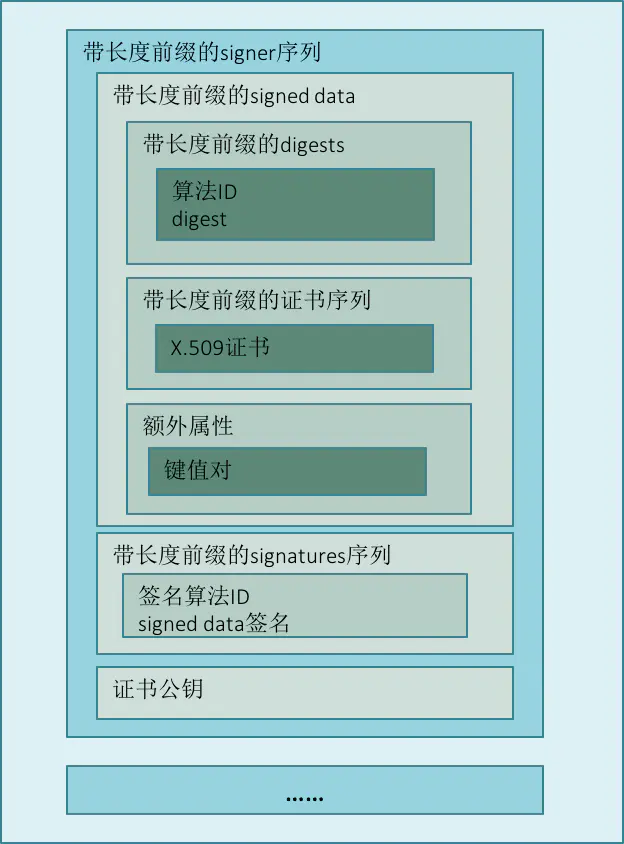 带长度前缀的signer序列
带长度前缀的signed data
带长度前缀的digests
算法ID
digest
带长度前缀的证书序列
X.509证书
额外属性
键值对
带长度前缀的signatures序列
签名算法ID
signed data签名
证书公钥
……